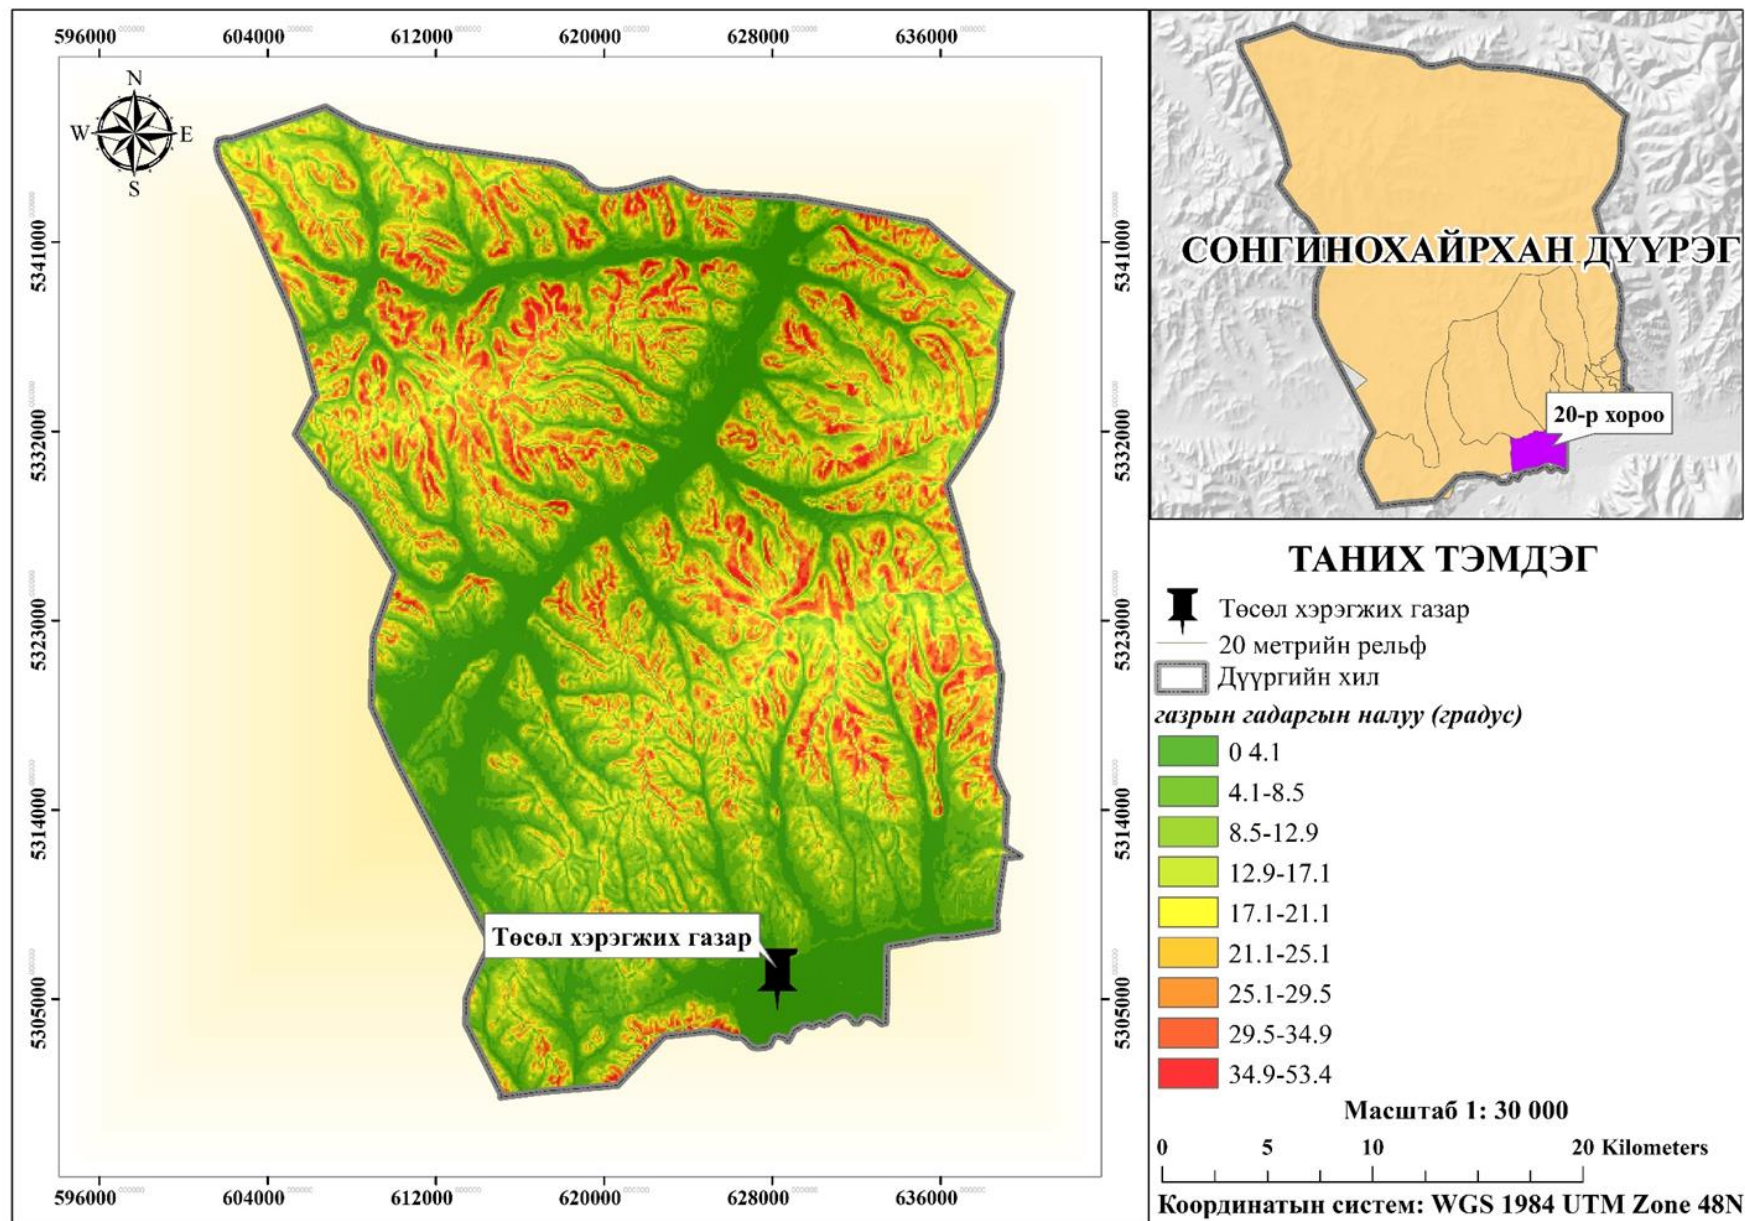 596000 604000 612000 620000 628000 636000
N
W E
S
5341000
5332000
5323000
5314000
5305000
5341000
5332000
5323000
5314000
5305000
Төсөл хэрэгжих газар
596000 604000 612000 620000 628000 636000
СОНГИНОХАЙРХАН ДҮҮРЭГ
20-р хороо
ТАНИХ ТЭМДЭГ
Төсөл хэрэгжих газар
20 метрийн рельф
Дүүргийн хил
газрын гадаргын налуу (градус)
0 4.1
4.1-8.5
8.5-12.9
12.9-17.1
17.1-21.1
21.1-25.1
25.1-29.5
29.5-34.9
34.9-53.4
Масштаб 1: 30 000
0 5 10 20 Kilometers
Координатын систем: WGS 1984 UTM Zone 48N